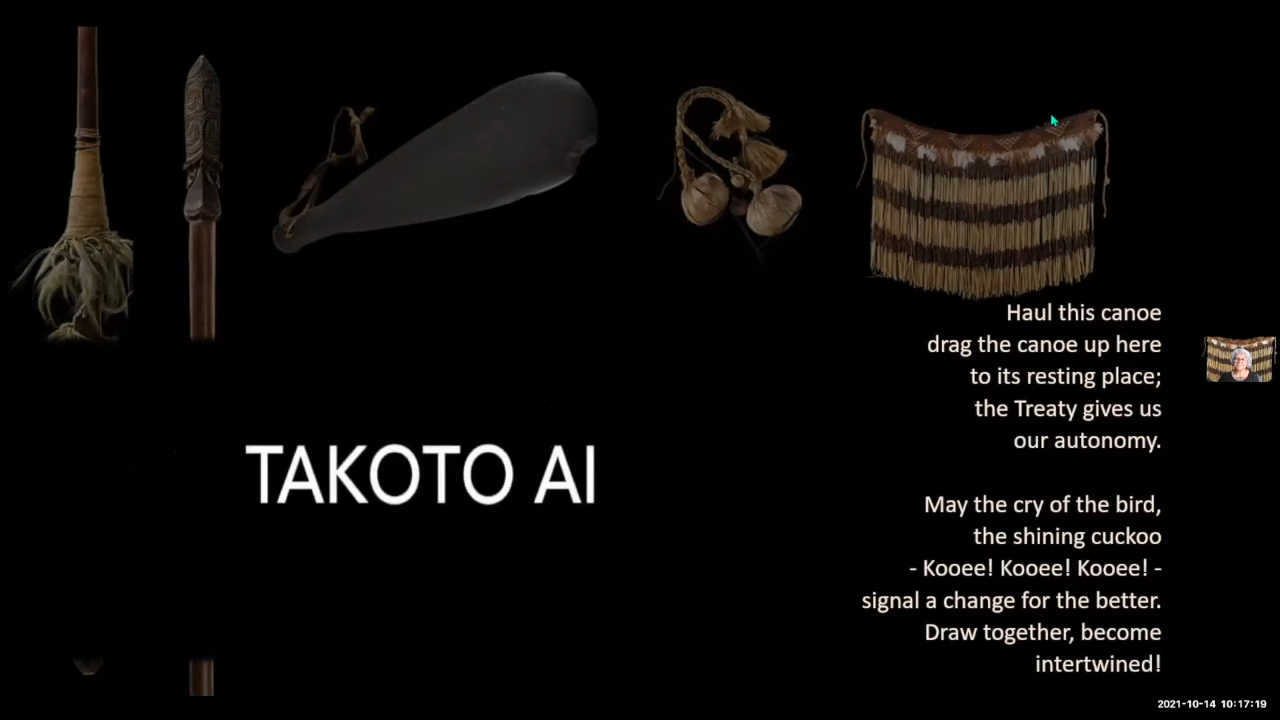 Haul this canoe
drag the canoe up here
to its resting place;
the Treaty gives us
our autonomy.
TAKOTO AI
May the cry of the bird,
the shining cuckoo
- Kooee! Kooee! Kooee! -
signal a change for the better.
Draw together, become
intertwined!
2021-10-14 10:17:19